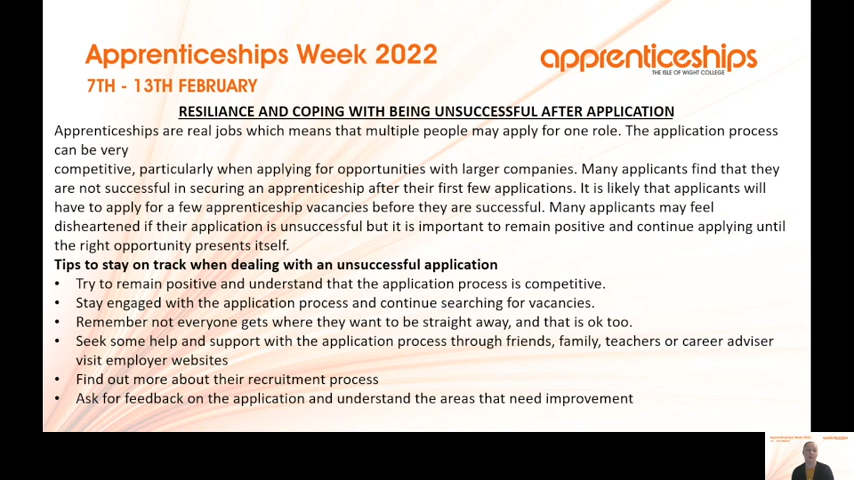 Apprenticeships Week 2022
7TH - 13TH FEBRUARY
apprenticeships
THE ISLE OF WIGHT COLLEGE
RESILIANCE AND COPING WITH BEING UNSUCCESSFUL AFTER APPLICATION
Apprenticeships are real jobs which means that multiple people may apply for one role. The application process
can be very
competitive, particularly when applying for opportunities with larger companies. Many applicants find that they
are not successful in securing an apprenticeship after their first few applications. It is likely that applicants will
have to apply for a few apprenticeship vacancies before they are successful. Many applicants may feel
disheartened if their application is unsuccessful but it is important to remain positive and continue applying until
the right opportunity presents itself.
Tips to stay on track when dealing with an unsuccessful application
• Try to remain positive and understand that the application process is competitive.
• Stay engaged with the application process and continue searching for vacancies.
• Remember not everyone gets where they want to be straight away, and that is ok too.
• Seek some help and support with the application process through friends, family, teachers or career adviser
visit employer websites
• Find out more about their recruitment process
• Ask for feedback on the application and understand the areas that need improvement
Apprenticeships Week 2022
apprenticeships